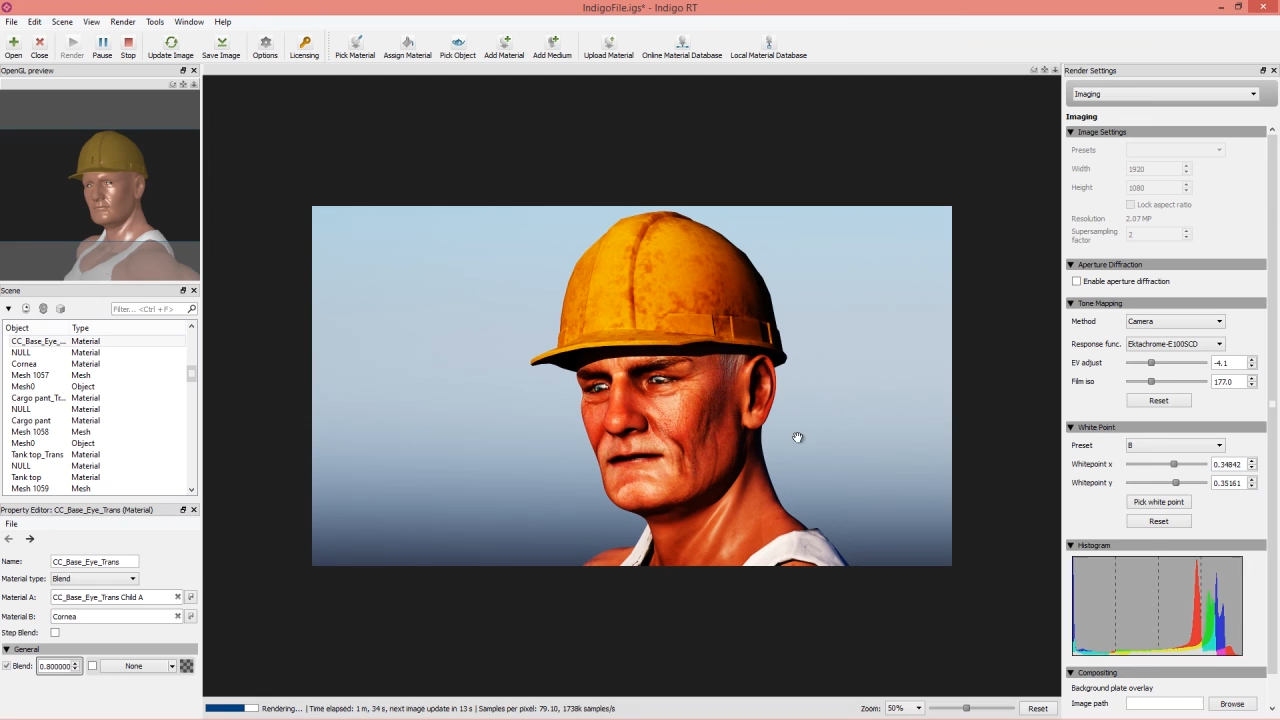 IndigoFile.igs* - Indigo RT
File Edit Scene View Render Tools Window Help
Open Close Render Pause Stop Update Image Save Image Options Licensing Pick Material Assign Material Pick Object Add Material Add Medium Upload Material Online Material Database Local Material Database
OpenGL preview
Scene
Filter... <Ctrl + F>
Object Type
CC_Base_Eye_... Material
NULL Material
Cornea Material
Mesh 1057 Mesh
Mesh0 Object
Cargo pant_Tr... Material
NULL Material
Cargo pant Material
Mesh 1058 Mesh
Mesh0 Object
Tank top_Trans Material
NULL Material
Tank top Material
Mesh 1059 Mesh
Property Editor: CC_Base_Eye_Trans (Material)
File
Name: CC_Base_Eye_Trans
Material type: Blend
Material A: CC_Base_Eye_Trans Child A
Material B: Cornea
Step Blend:
General
Blend: 0.800000 None
Rendering... | Time elapsed: 1 m, 34 s, next image update in 13 s | Samples per pixel: 79.10, 1738k samples/s
Zoom: 50% Reset
Render Settings
Imaging
Imaging
Image Settings
Presets
Width 1920
Height 1080
Lock aspect ratio
Resolution 2.07 MP
Supersampling
factor 2
Aperture Diffraction
Enable aperture diffraction
Tone Mapping
Method Camera
Response func. Ektachrome-E100SCD
EV adjust -4.1
Film iso 177.0
Reset
White Point
Preset B
Whitepoint x 0.34842
Whitepoint y 0.35161
Pick white point
Reset
Histogram
Compositing
Background plate overlay
Image path Browse